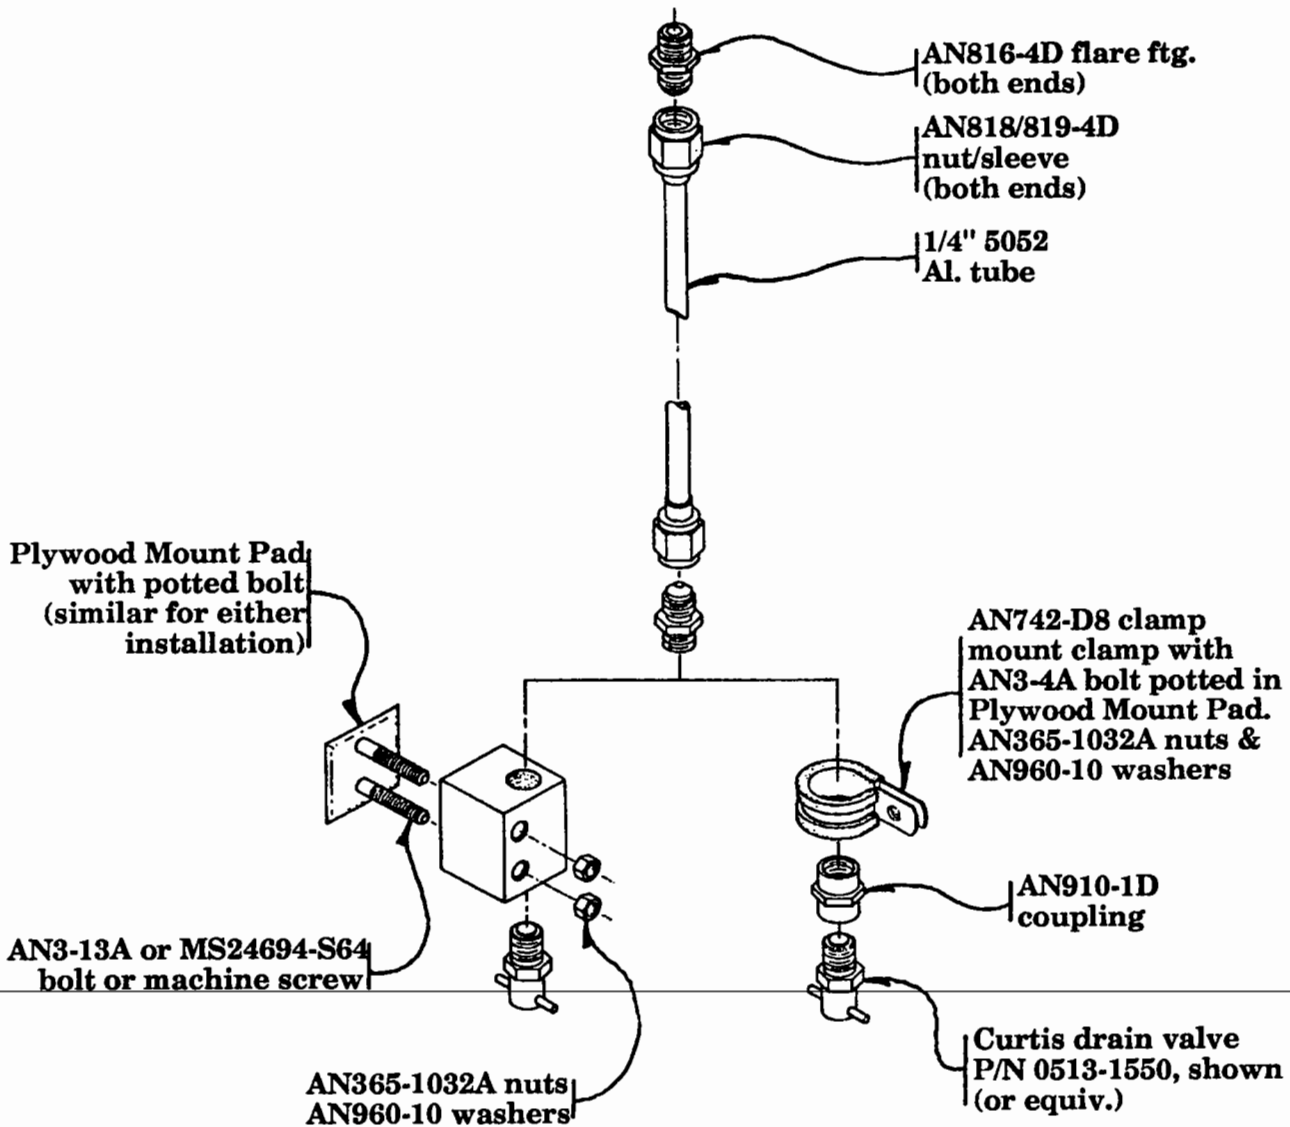 AN816-4D flare ftg.
(both ends)
AN818/819-4D
nut/sleeve
(both ends)
1/4" 5052
Al. tube
Plywood Mount Pad
with potted bolt
(similar for either
installation)
AN742-D8 clamp
mount clamp with
AN3-4A bolt potted in
Plywood Mount Pad.
AN365-1032A nuts &
AN960-10 washers
AN910-1D
coupling
AN3-13A or MS24694-S64
bolt or machine screw
Curtis drain valve
P/N 0513-1550, shown
(or equiv.)
AN365-1032A nuts
AN960-10 washers